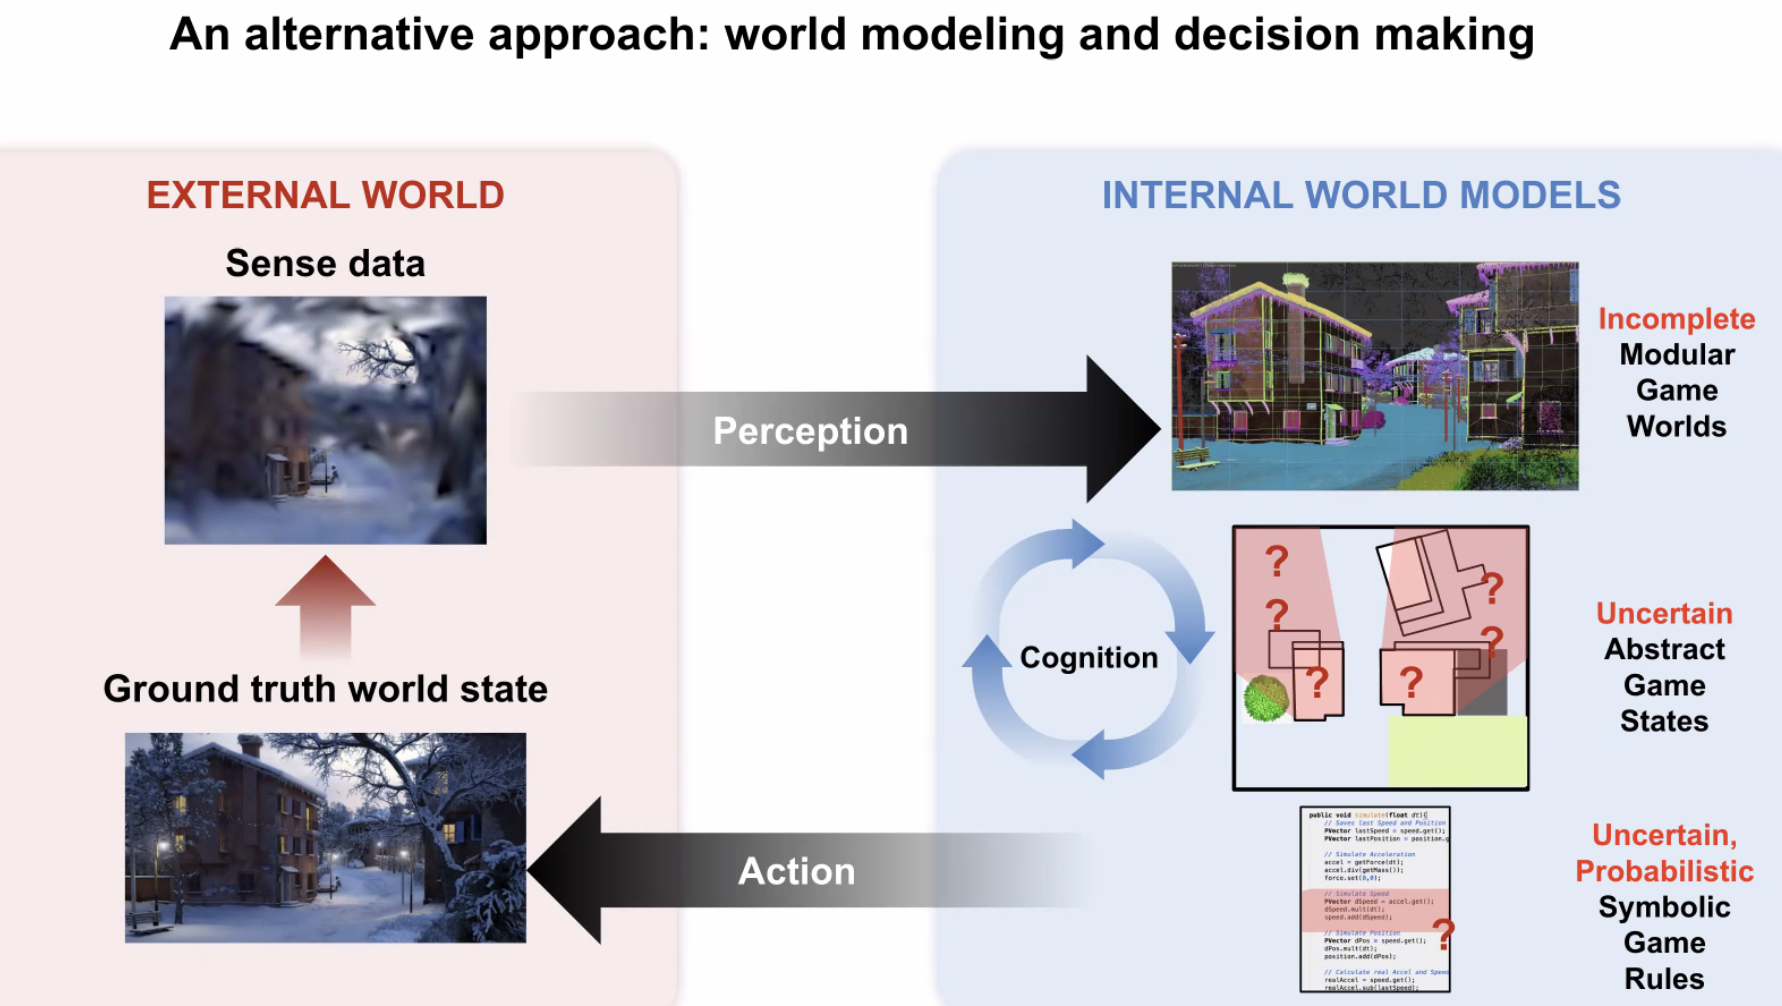 An alternative approach: world modeling and decision making
EXTERNAL WORLD
Sense data
Ground truth world state
Perception
Action
INTERNAL WORLD MODELS
Incomplete
Modular
Game
Worlds
Cognition
?
?
?
?
?
?
Uncertain
Abstract
Game
States
public void simulate(float dt){
// Saves last Speed and Position
PVector lastSpeed = speed.get();
PVector lastPosition = position.g
// Simulate Acceleration
accel = getForce(dt);
accel.div(getMass());
force.set(0,0);
// Simulate Speed
PVector dSpeed = accel.get();
dSpeed.mult(dt);
speed.add(dSpeed);
?
// Simulate Position
PVector dPos = speed.get();
dPos.mult(dt);
position.add(dPos);
// Calculate real Accel and Speed
realAccel = speed.get();
realAccel.sub(lastSpeed);
Uncertain,
Probabilistic
Symbolic
Game
Rules